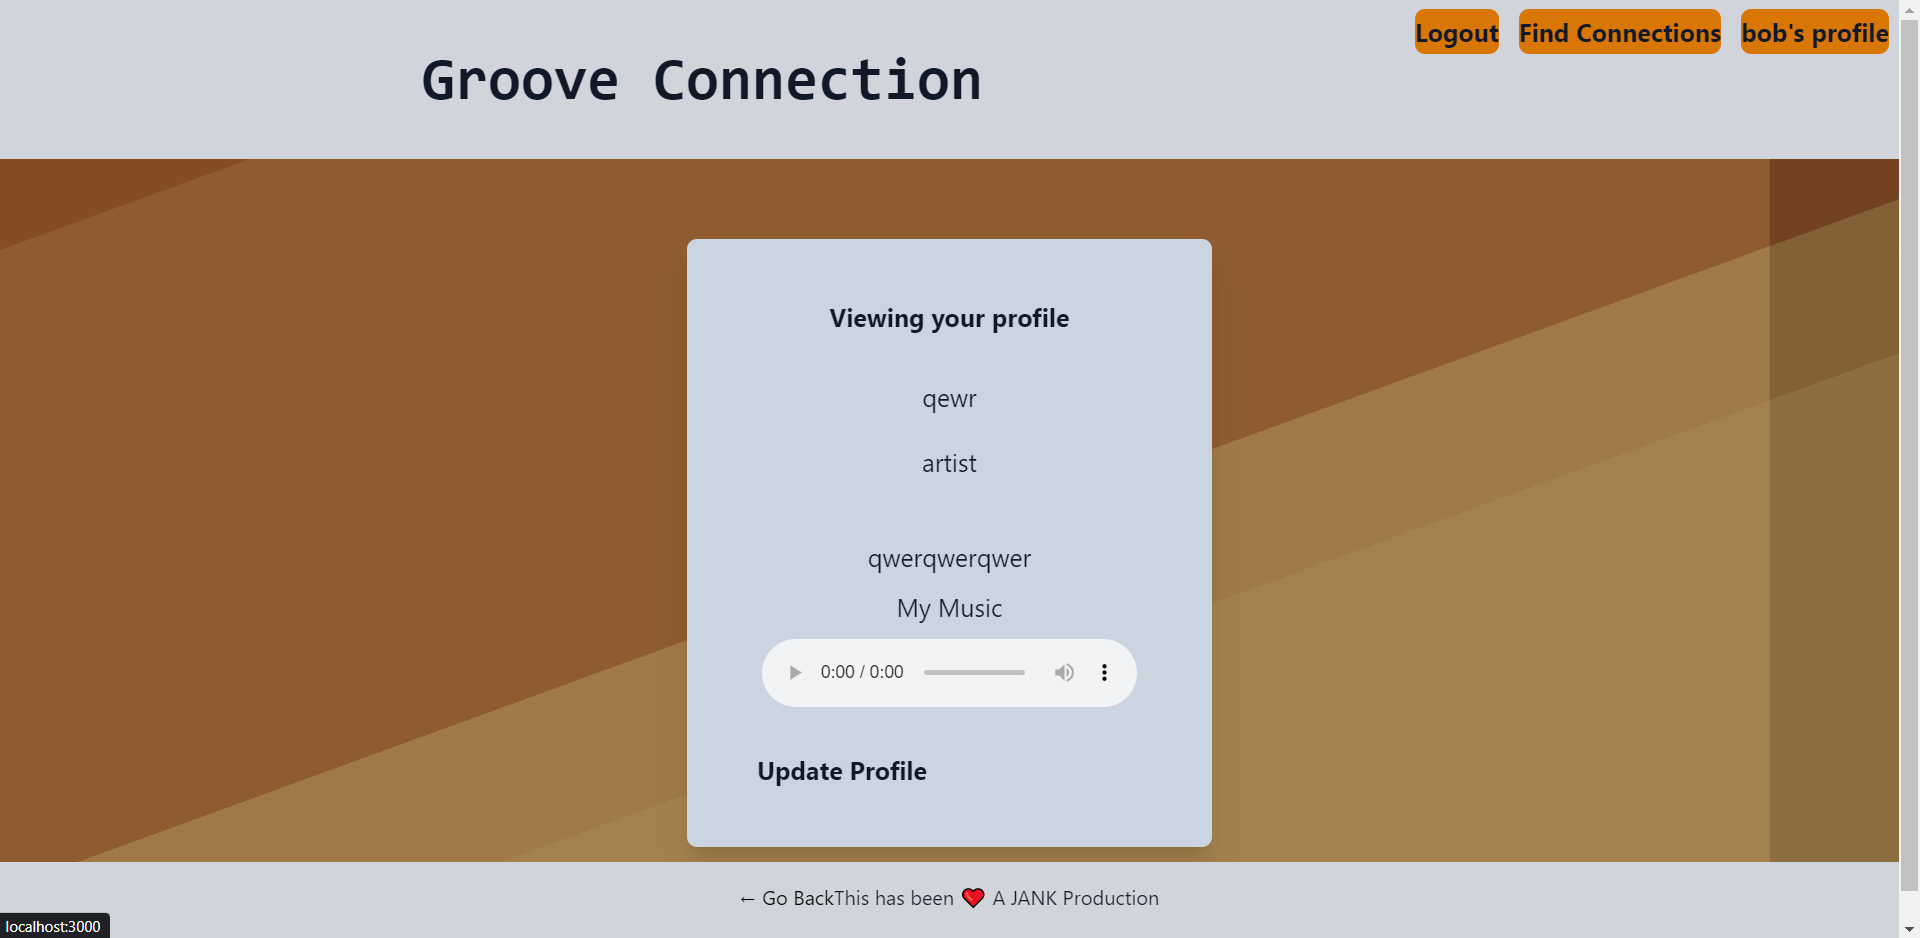 Logout Find Connections bob's profile
Groove Connection
Viewing your profile
qewr
artist
qwerqwerqwer
My Music
0:00 / 0:00
Update Profile
← Go BackThis has been ❤️ A JANK Production
localhost:3000